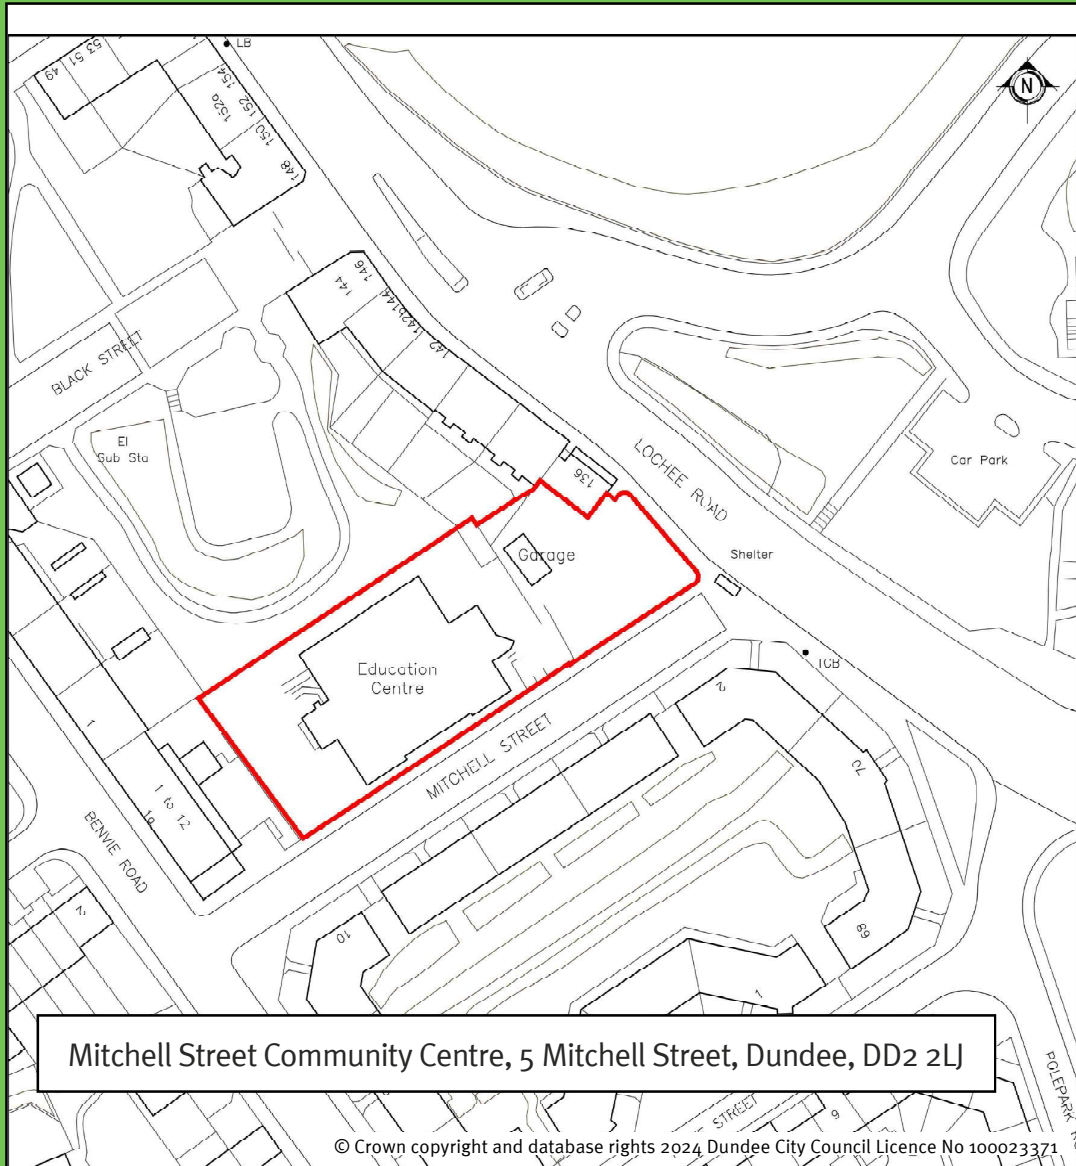 LB
N
49
51
53
154
152
152a
150
148
146
144
144
142b
142
BLACK STREET
El
Sub Sta
136
LOCHEE ROAD
Car Park
Garage
Shelter
TCB
Education
Centre
MITCHELL STREET
2
72
1
1 to 12
1a
BENVIE ROAD
2
10
68
1
Mitchell Street Community Centre, 5 Mitchell Street, Dundee, DD2 2LJ
POLEPARK
STREET
9
© Crown copyright and database rights 2024 Dundee City Council Licence No 100023371